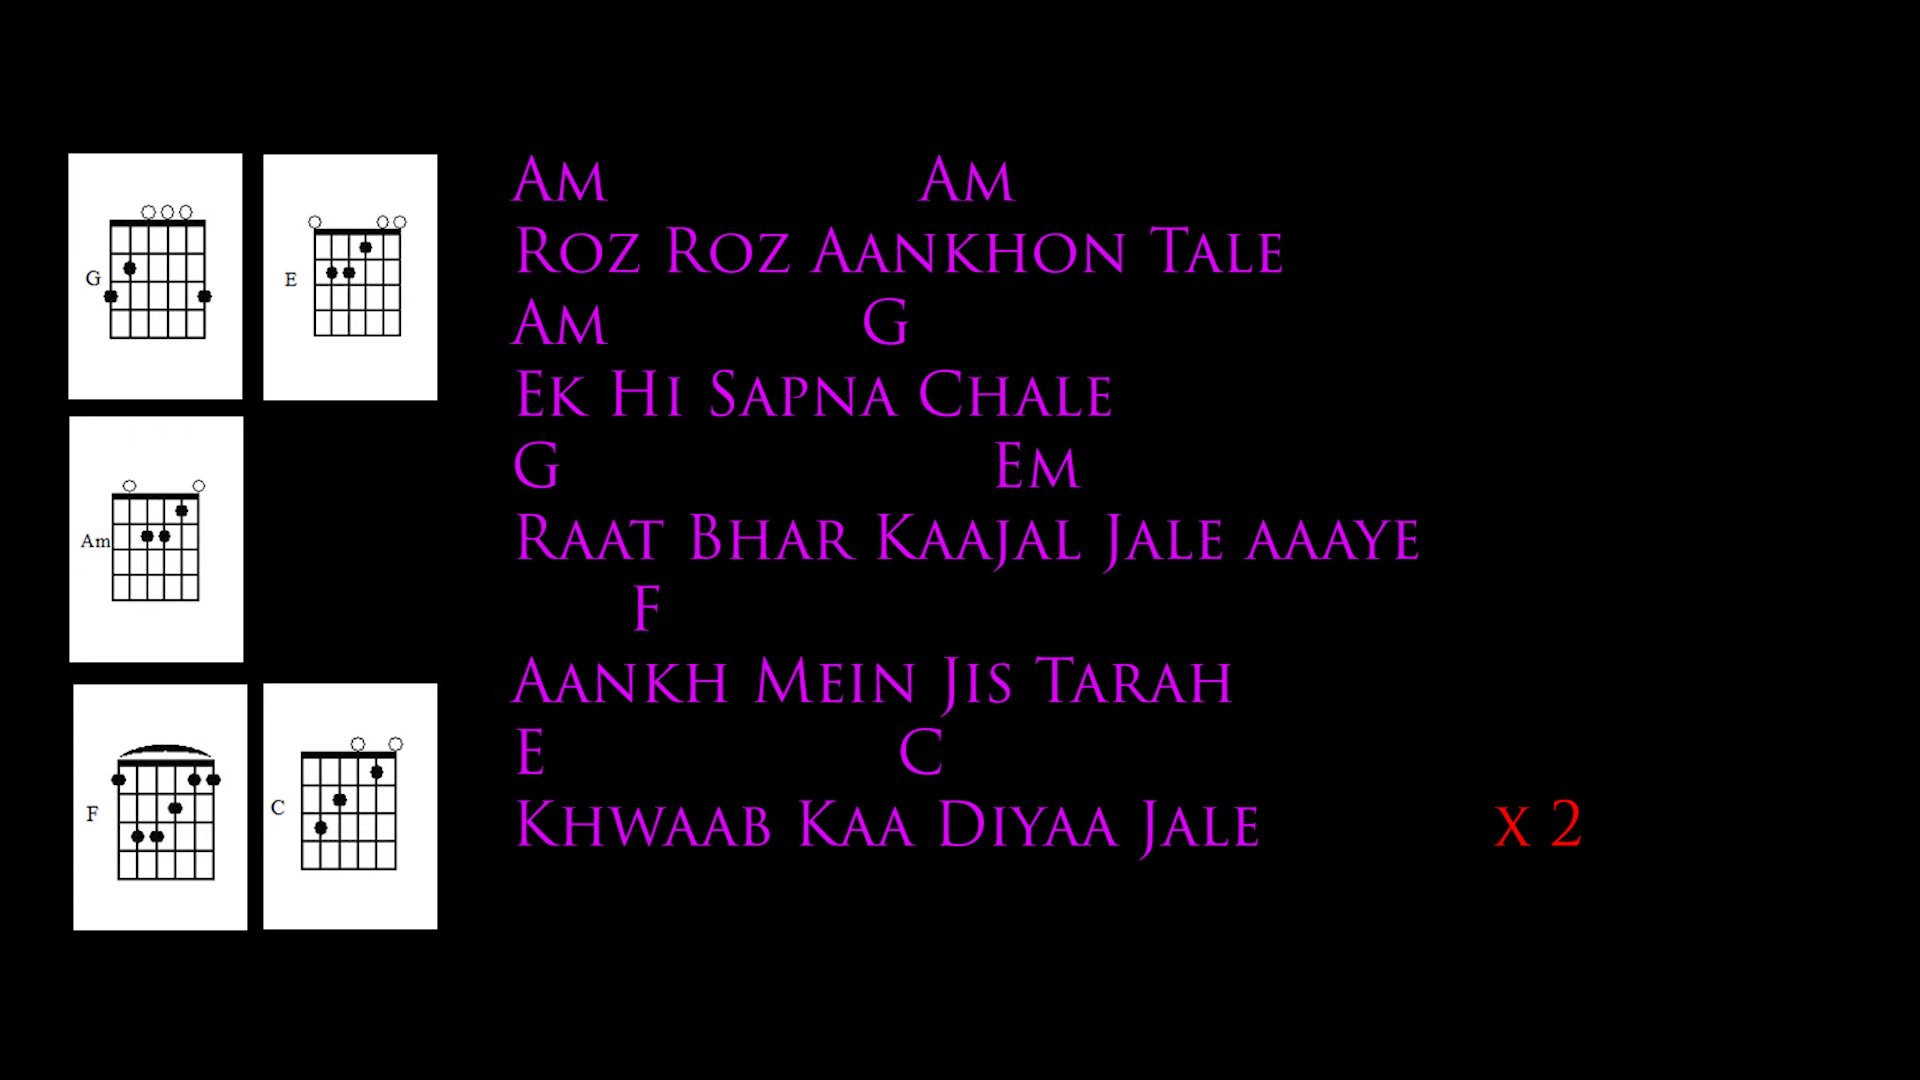 G
E
Am
F
C
Am Am
Roz Roz Aankhon Tale
Am G
Ek Hi Sapna Chale
G Em
Raat Bhar Kaajal Jale aaaye
F
Aankh Mein Jis Tarah
E C
Khwaab Kaa Diyaa Jale x 2